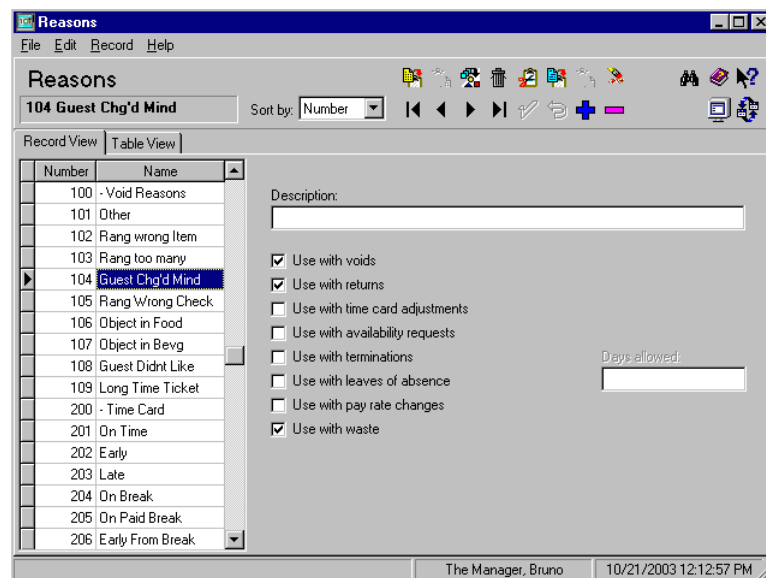 Reasons
File Edit Record Help
Reasons
104 Guest Chg'd Mind
Sort by: Number
Record View Table View
Number Name
100 - Void Reasons
101 Other
102 Rang wrong Item
103 Rang too many
104 Guest Chg'd Mind
105 Rang Wrong Check
106 Object in Food
107 Object in Bevg
108 Guest Didnt Like
109 Long Time Ticket
200 - Time Card
201 On Time
202 Early
203 Late
204 On Break
205 On Paid Break
206 Early From Break
Description:
Use with voids
Use with returns
Use with time card adjustments
Use with availability requests
Use with terminations
Days allowed:
Use with leaves of absence
Use with pay rate changes
Use with waste
The Manager, Bruno 10/21/2003 12:12:57 PM